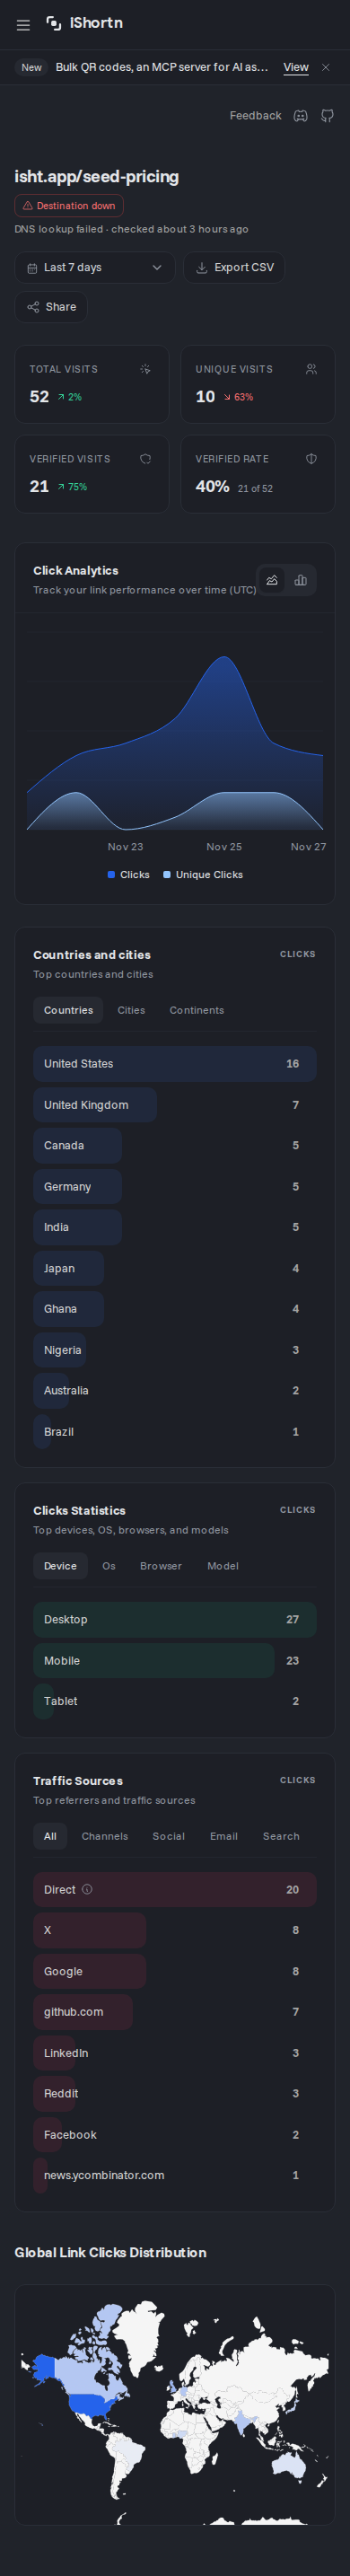 IShortn
New Bulk QR codes, an MCP server for AI as... View
Feedback
isht.app/seed-pricing
Destination down
DNS lookup failed · checked about 3 hours ago
Last 7 days
Export CSV
Share
TOTAL VISITS
52 2%
UNIQUE VISITS
10 63%
VERIFIED VISITS
21 75%
VERIFIED RATE
40% 21 of 52
Click Analytics
Track your link performance over time (UTC)
Nov 23 Nov 25 Nov 27
Clicks Unique Clicks
Countries and cities CLICKS
Top countries and cities
Countries Cities Continents
United States 16
United Kingdom 7
Canada 5
Germany 5
India 5
Japan 4
Ghana 4
Nigeria 3
Australia 2
Brazil 1
Clicks Statistics CLICKS
Top devices, OS, browsers, and models
Device Os Browser Model
Desktop 27
Mobile 23
Tablet 2
Traffic Sources CLICKS
Top referrers and traffic sources
All Channels Social Email Search
Direct 20
X 8
Google 8
github.com 7
LinkedIn 3
Reddit 3
Facebook 2
news.ycombinator.com 1
Global Link Clicks Distribution